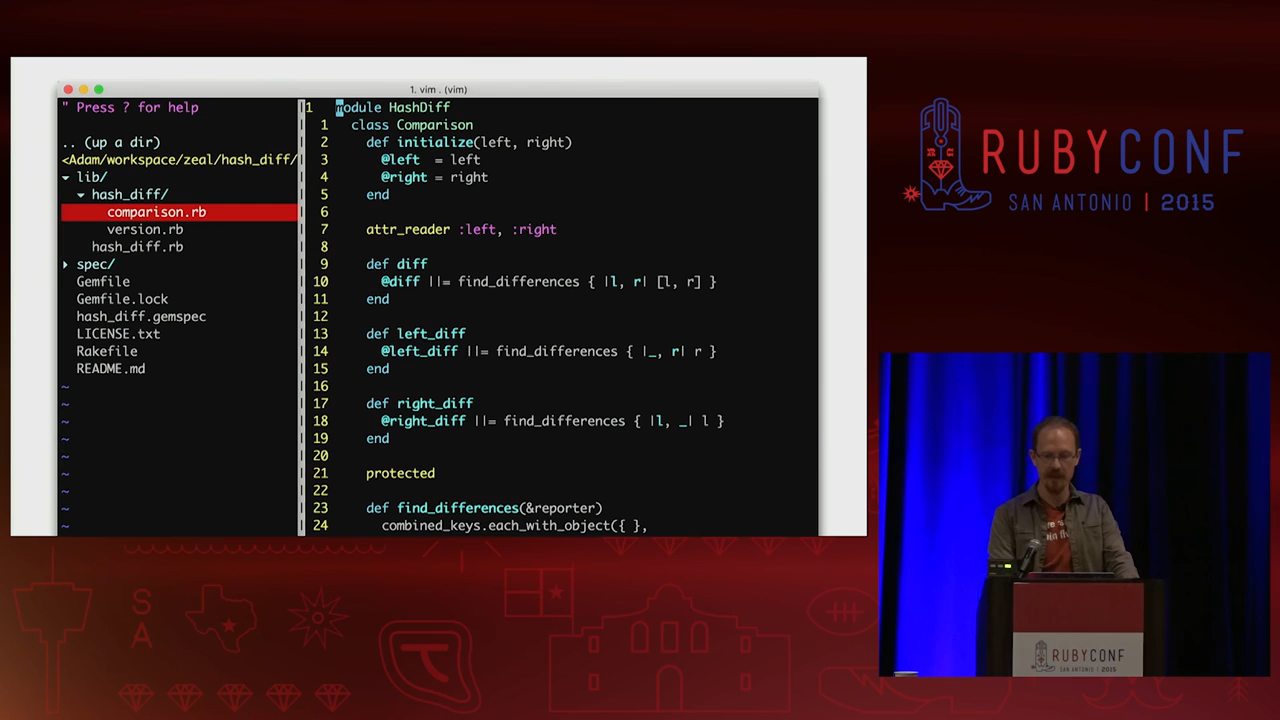 1. vim . (vim)
" Press ? for help
.. (up a dir)
<Adam/workspace/zeal/hash_diff/
▾ lib/
▾ hash_diff/
comparison.rb
version.rb
hash_diff.rb
▸ spec/
Gemfile
Gemfile.lock
hash_diff.gemspec
LICENSE.txt
Rakefile
README.md
~
~
~
~
~
~
~
~
~
1 module HashDiff
1 class Comparison
2 def initialize(left, right)
3 @left = left
4 @right = right
5 end
6
7 attr_reader :left, :right
8
9 def diff
10 @diff ||= find_differences { |l, r| [l, r] }
11 end
12
13 def left_diff
14 @left_diff ||= find_differences { |_, r| r }
15 end
16
17 def right_diff
18 @right_diff ||= find_differences { |l, _| l }
19 end
20
21 protected
22
23 def find_differences(&reporter)
24 combined_keys.each_with_object({ },
RUBYCONF
SAN ANTONIO | 2015
RUBYCONF
SAN ANTONIO 2015
S
A